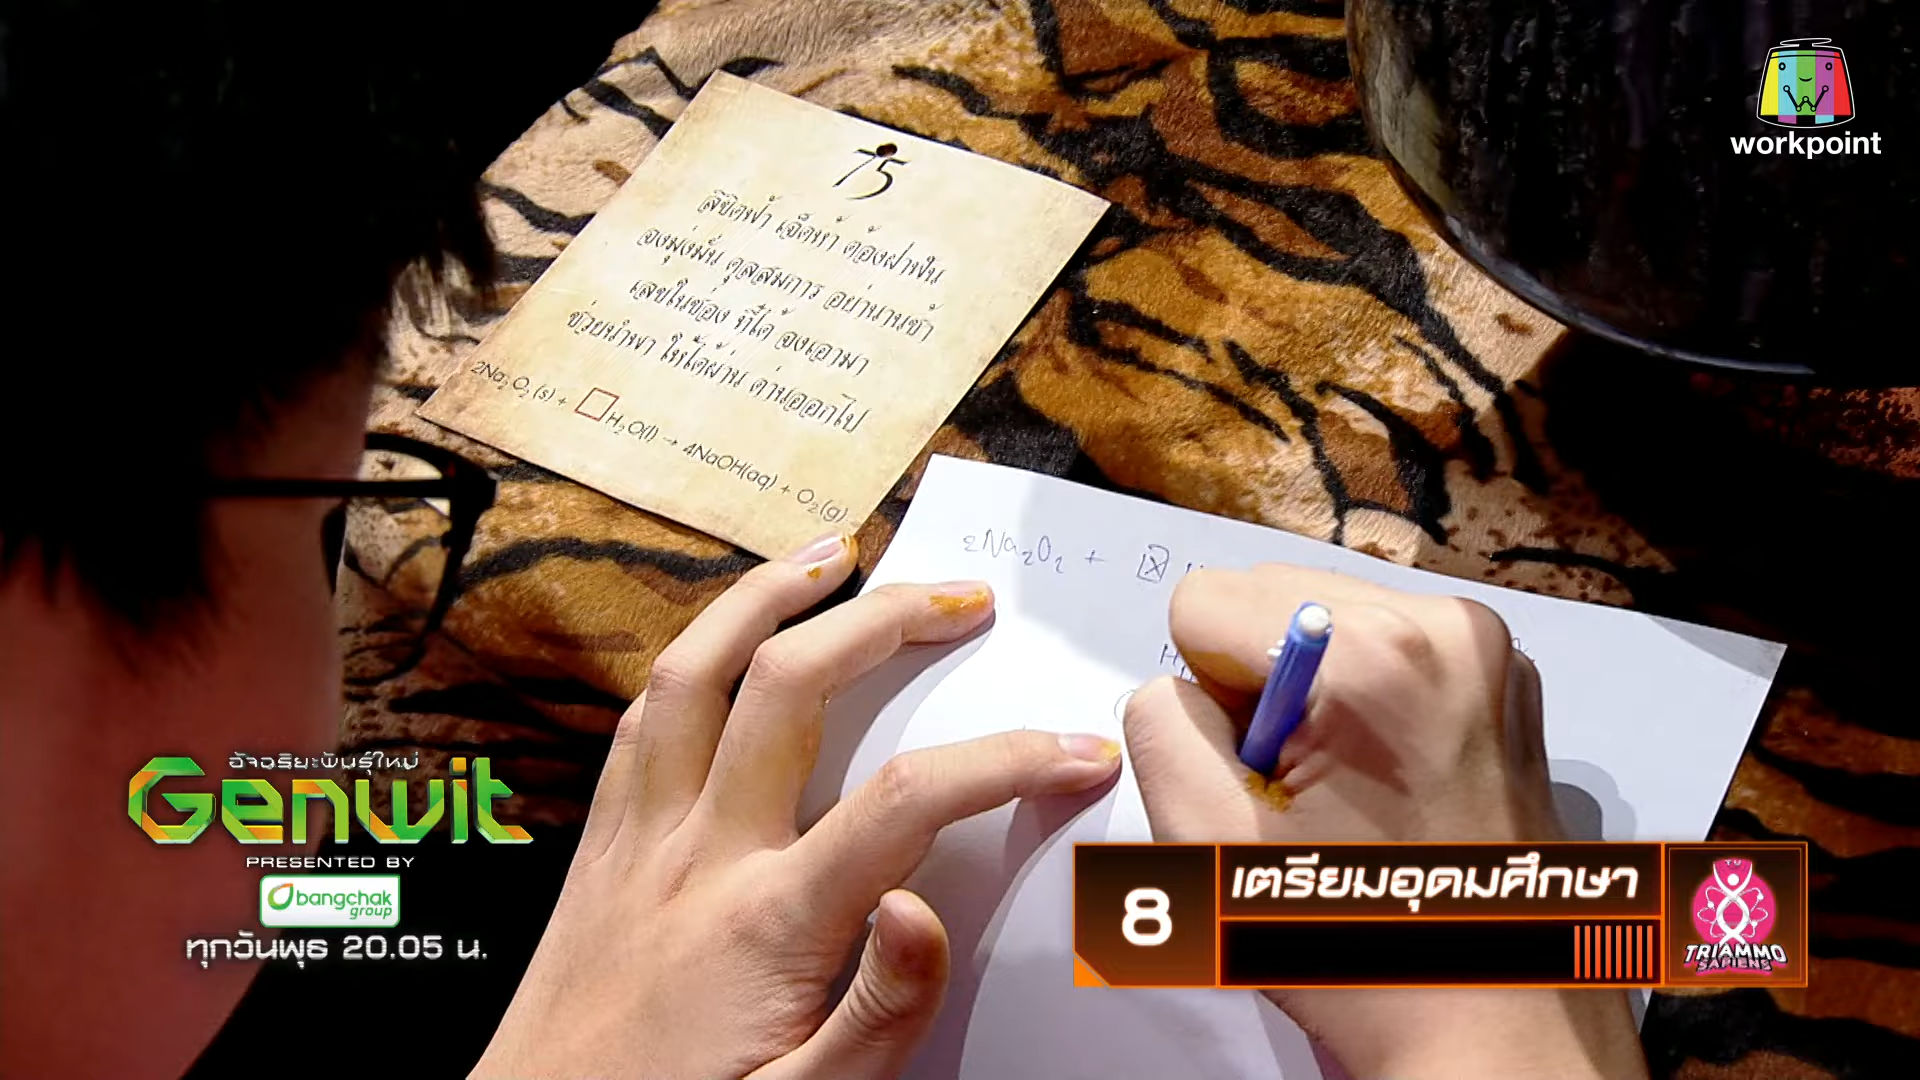 workpoint
75
สีของฟ้า เจ็ดห้า ต้องฝ่าฟัน
จงมุ่งมั่น ดุลสมการ อย่านานช้า
เลขในช่อง ที่ได้ จงเอามา
ช่วยนำพา ให้ได้ผ่าน ด่านออกไป
2Na₂O₂(s) + □H₂O(l) → 4NaOH(aq) + O₂(g)
2Na₂O₂ + x
อัจฉริยะพันธุ์ใหม่
Genwit
PRESENTED BY
bangchak
group
ทุกวันพุธ 20.05 น.
8
เตรียมอุดมศึกษา
TU
TRIAMMO
SAPIENS